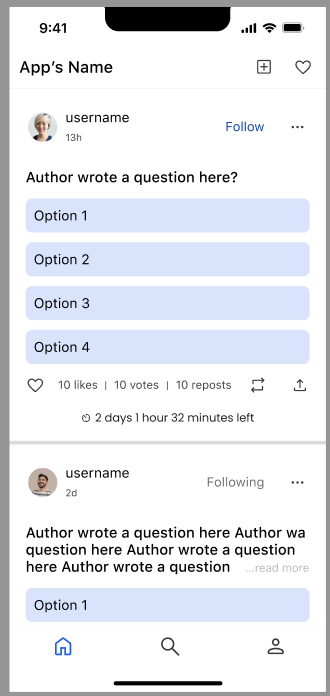 9:41
App's Name
username
Follow
13h
Author wrote a question here?
Option 1
Option 2
Option 3
Option 4
10 likes | 10 votes | 10 reposts
2 days 1 hour 32 minutes left
username
Following
2d
Author wrote a question here Author wa
question here Author wrote a question
here Author wrote a question ...read more
Option 1